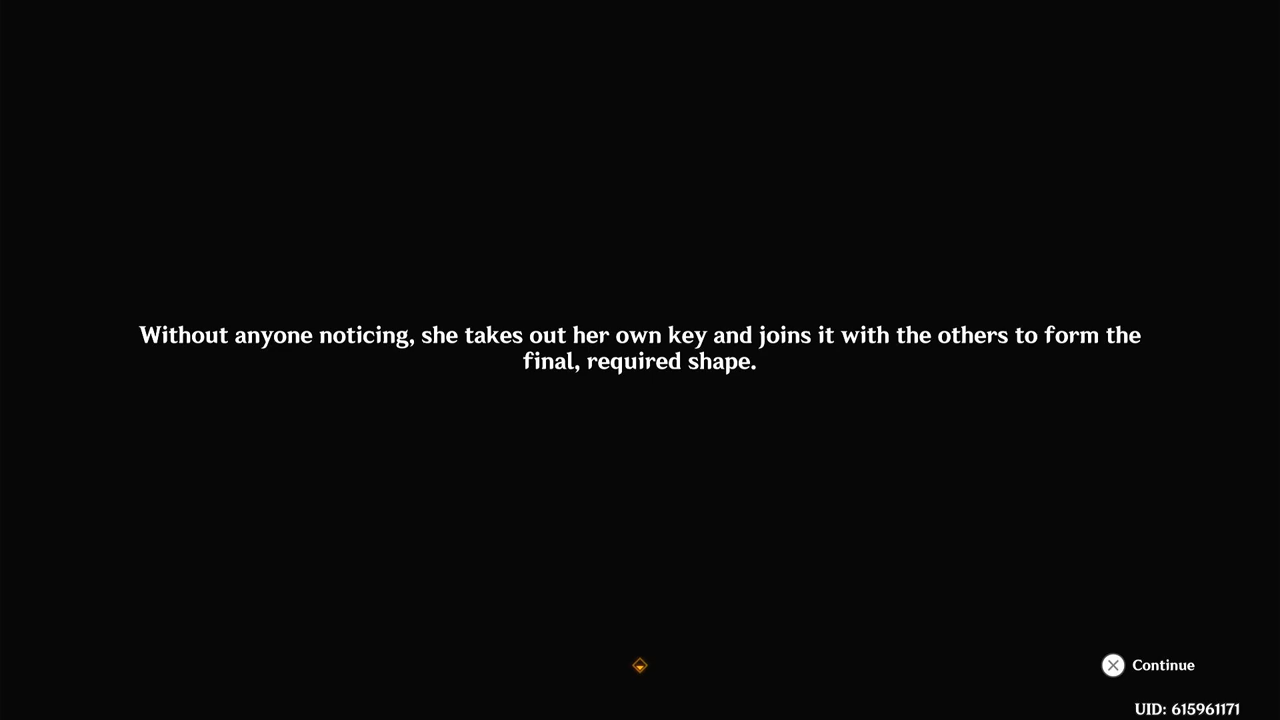 Without anyone noticing, she takes out her own key and joins it with the others to form the
final, required shape.
Continue
UID: 615961171